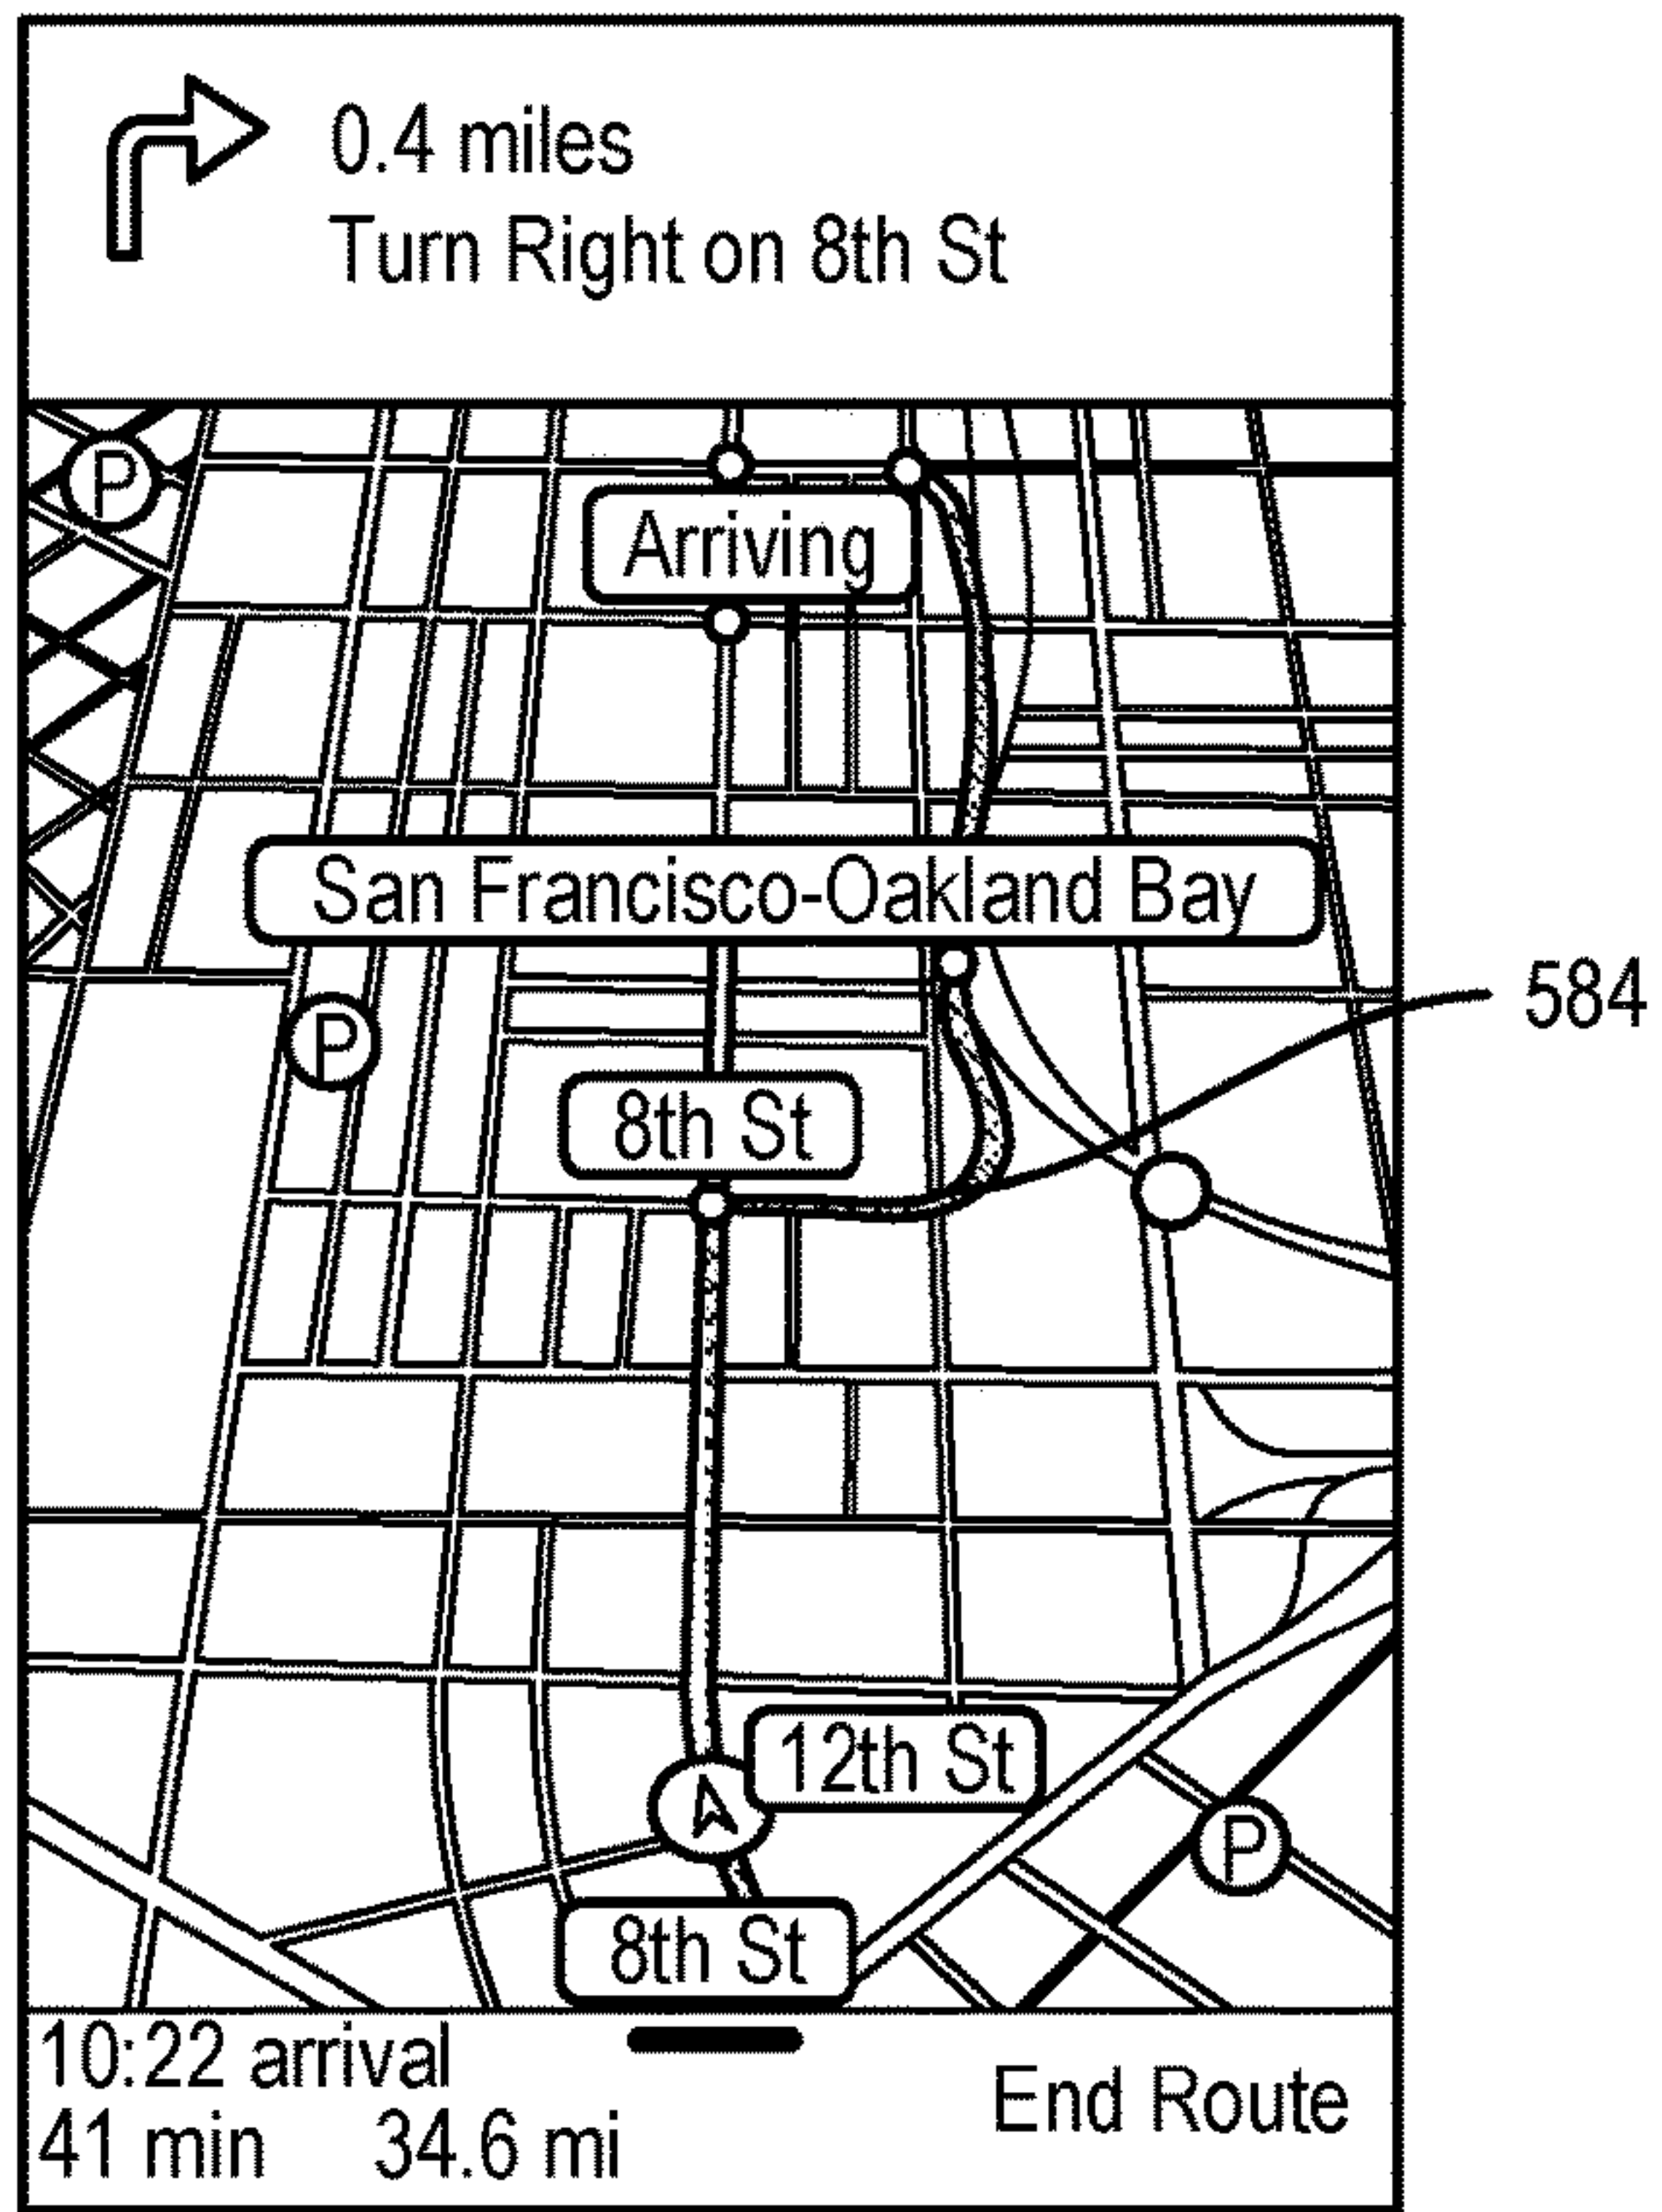 0.4 miles
Turn Right on 8th St
P
Arriving
San Francisco-Oakland Bay
584
P
8th St
12th St
P
8th St
10:22 arrival
41 min 34.6 mi
End Route